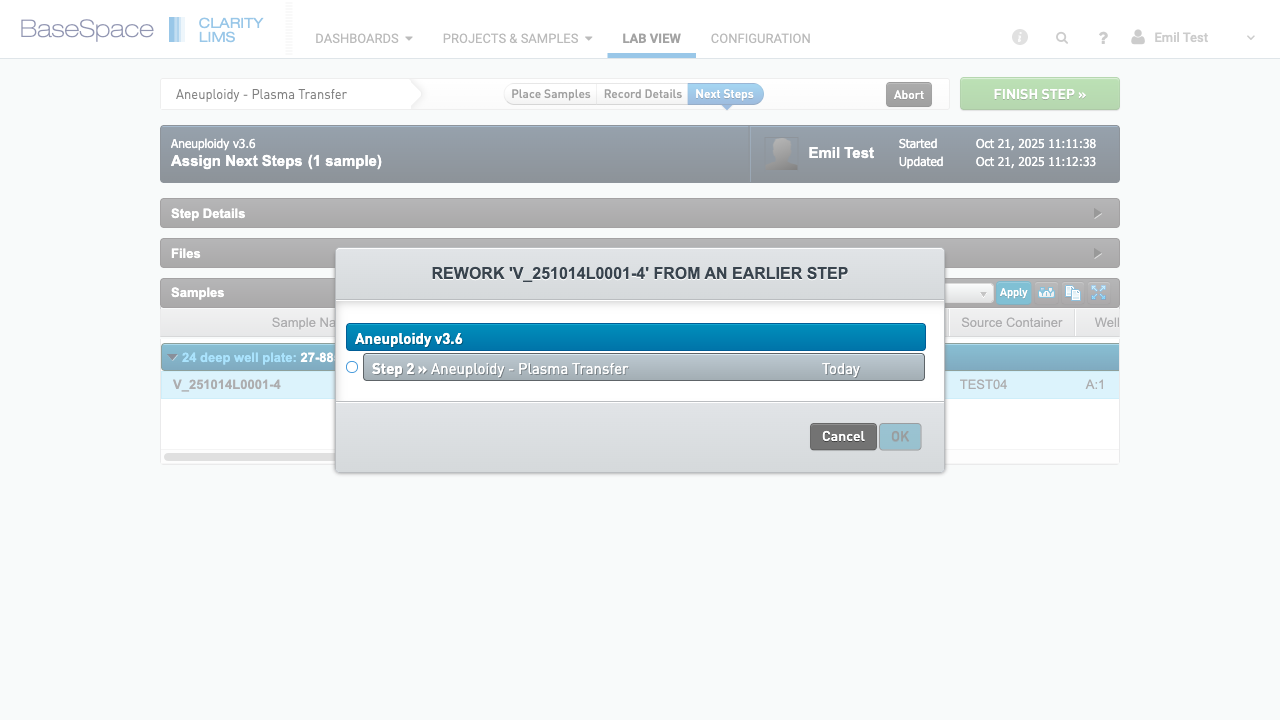 BaseSpace CLARITY LIMS
DASHBOARDS PROJECTS & SAMPLES LAB VIEW CONFIGURATION
Emil Test
Aneuploidy - Plasma Transfer
Place Samples Record Details Next Steps
Abort
FINISH STEP »
Aneuploidy v3.6
Assign Next Steps (1 sample)
Emil Test
Started Oct 21, 2025 11:11:38
Updated Oct 21, 2025 11:12:33
Step Details
Files
REWORK 'V_251014L0001-4' FROM AN EARLIER STEP
Samples
Apply
Sample Na
Source Container Well
Aneuploidy v3.6
24 deep well plate: 27-88
Step 2 » Aneuploidy - Plasma Transfer Today
V_251014L0001-4
TEST04 A:1
Cancel OK